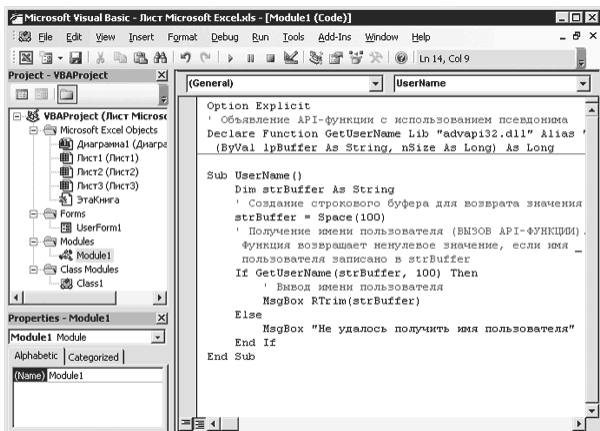 Microsoft Visual Basic - Лист Microsoft Excel.xls - [Module1 (Code)]
File Edit View Insert Format Debug Run Tools Add-Ins Window Help
Ln 14, Col 9
Project - VBAProject
VBAProject (Лист Microsoft
Microsoft Excel Objects
Диаграмма1 (Диагра
Лист1 (Лист1)
Лист2 (Лист2)
Лист3 (Лист3)
ЭтаКнига
Forms
UserForm1
Modules
Module1
Class Modules
Class1
Properties - Module1
Module1 Module
Alphabetic Categorized
(Name) Module1
(General) UserName
Option Explicit
' Объявление API-функции с использованием псевдонима
Declare Function GetUserName Lib "advapi32.dll" Alias "
(ByVal lpBuffer As String, nSize As Long) As Long
Sub UserName()
Dim strBuffer As String
' Создание строкового буфера для возврата значения
strBuffer = Space(100)
' Получение имени пользователя (ВЫЗОВ API-ФУНКЦИИ).
Функция возвращает ненулевое значение, если имя _
пользователя записано в strBuffer
If GetUserName(strBuffer, 100) Then
' Вывод имени пользователя
MsgBox RTrim(strBuffer)
Else
MsgBox "Не удалось получить имя пользователя"
End If
End Sub